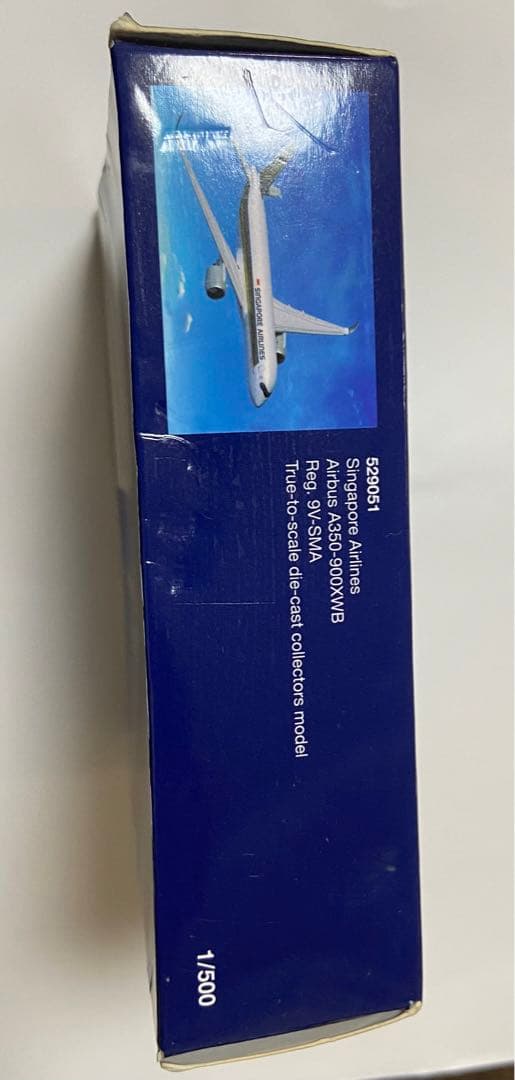 SINGAPORE AIRLINES
529051
Singapore Airlines
Airbus A350-900XWB
Reg. 9V-SMA
True-to-scale die-cast collectors model
1/500